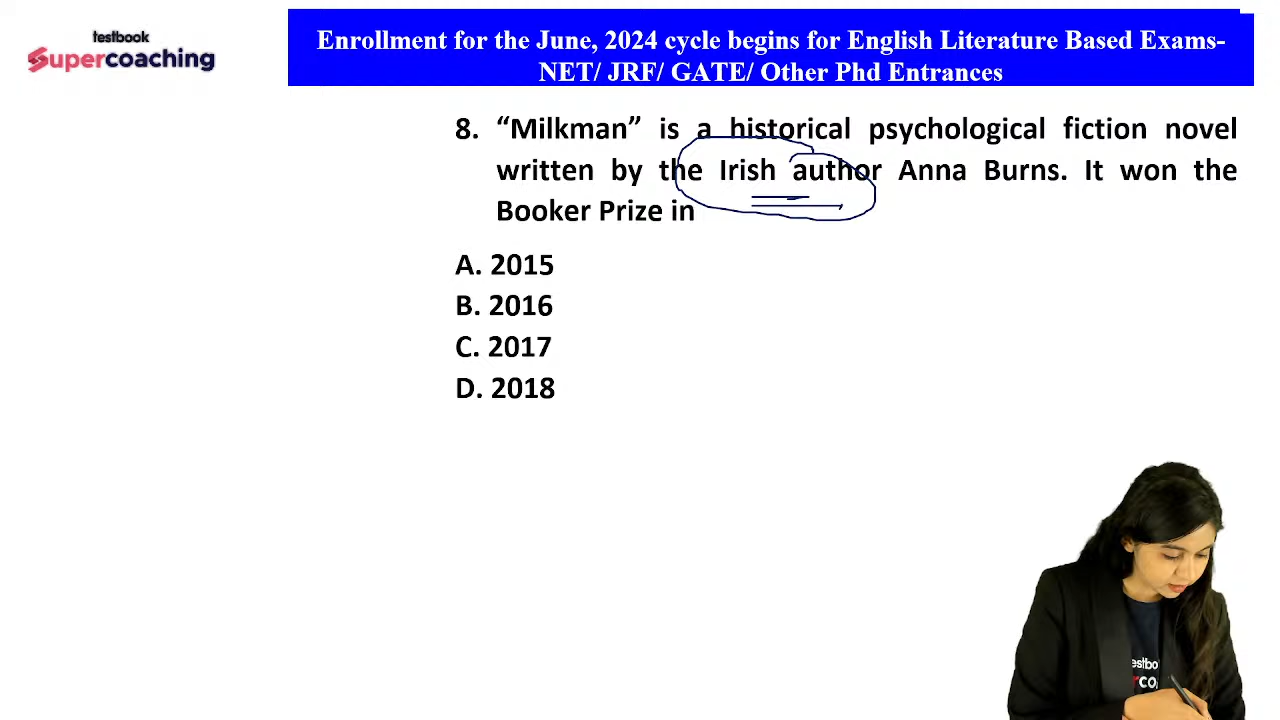 testbook
Supercoaching
Enrollment for the June, 2024 cycle begins for English Literature Based Exams-
NET/ JRF/ GATE/ Other Phd Entrances
8. “Milkman” is a historical psychological fiction novel
written by the Irish author Anna Burns. It won the
Booker Prize in
A. 2015
B. 2016
C. 2017
D. 2018